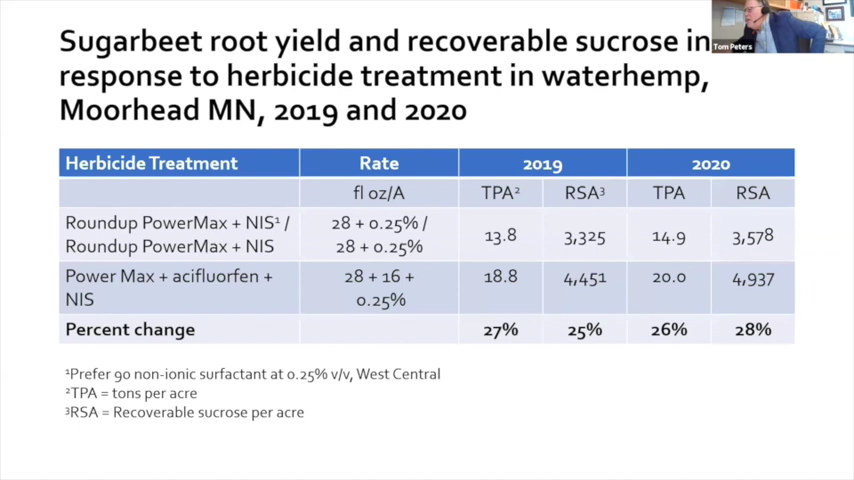 Sugarbeet root yield and recoverable sucrose in
response to herbicide treatment in waterhemp,
Moorhead MN, 2019 and 2020
Tom Peters
Herbicide Treatment Rate 2019 2020
fl oz/A TPA² RSA³ TPA RSA
Roundup PowerMax + NIS¹ /
Roundup PowerMax + NIS
28 + 0.25% /
28 + 0.25%
13.8 3,325 14.9 3,578
Power Max + acifluorfen +
NIS
28 + 16 +
0.25%
18.8 4,451 20.0 4,937
Percent change 27% 25% 26% 28%
¹Prefer 90 non-ionic surfactant at 0.25% v/v, West Central
²TPA = tons per acre
³RSA = Recoverable sucrose per acre